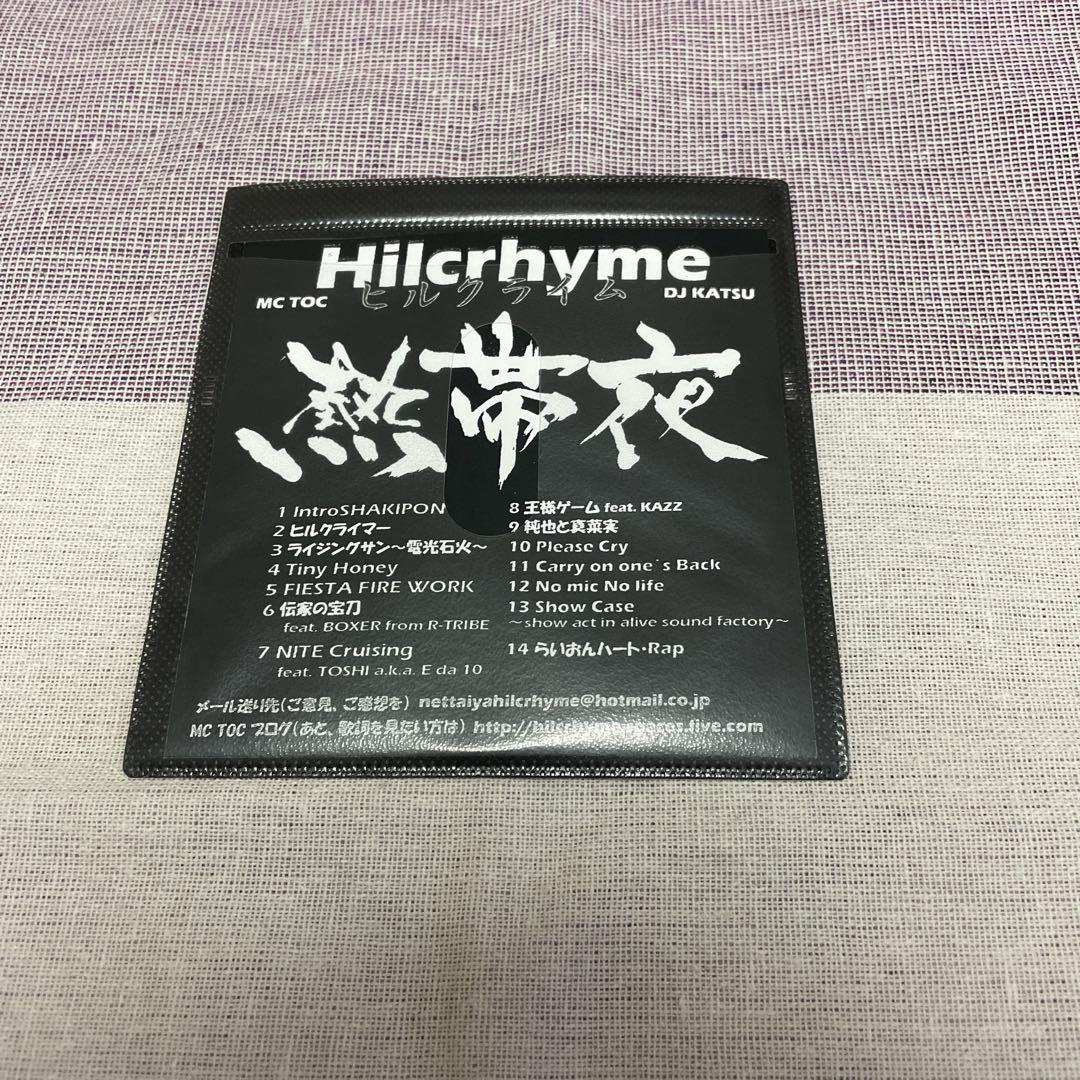 Hilcrhyme
ヒルクライム
MC TOC
DJ KATSU
熱帯夜
1 IntroSHAKIPON
2 ヒルクライマー
3 ライジングサン〜電光石火〜
4 Tiny Honey
5 FIESTA FIRE WORK
6 伝家の宝刀
feat. BOXER from R-TRIBE
7 NITE Cruising
feat. TOSHI a.k.a. E da 10
8 王様ゲーム feat. KAZZ
9 純也と真菜実
10 Please Cry
11 Carry on one`s Back
12 No mic No life
13 Show Case
〜show act in alive sound factory〜
14 らいおんハート・Rap
メール送り先(ご意見、ご感想を) nettaiyahilcrhyme@hotmail.co.jp
MC TOC ブログ(あと、歌詞を見たい方は)